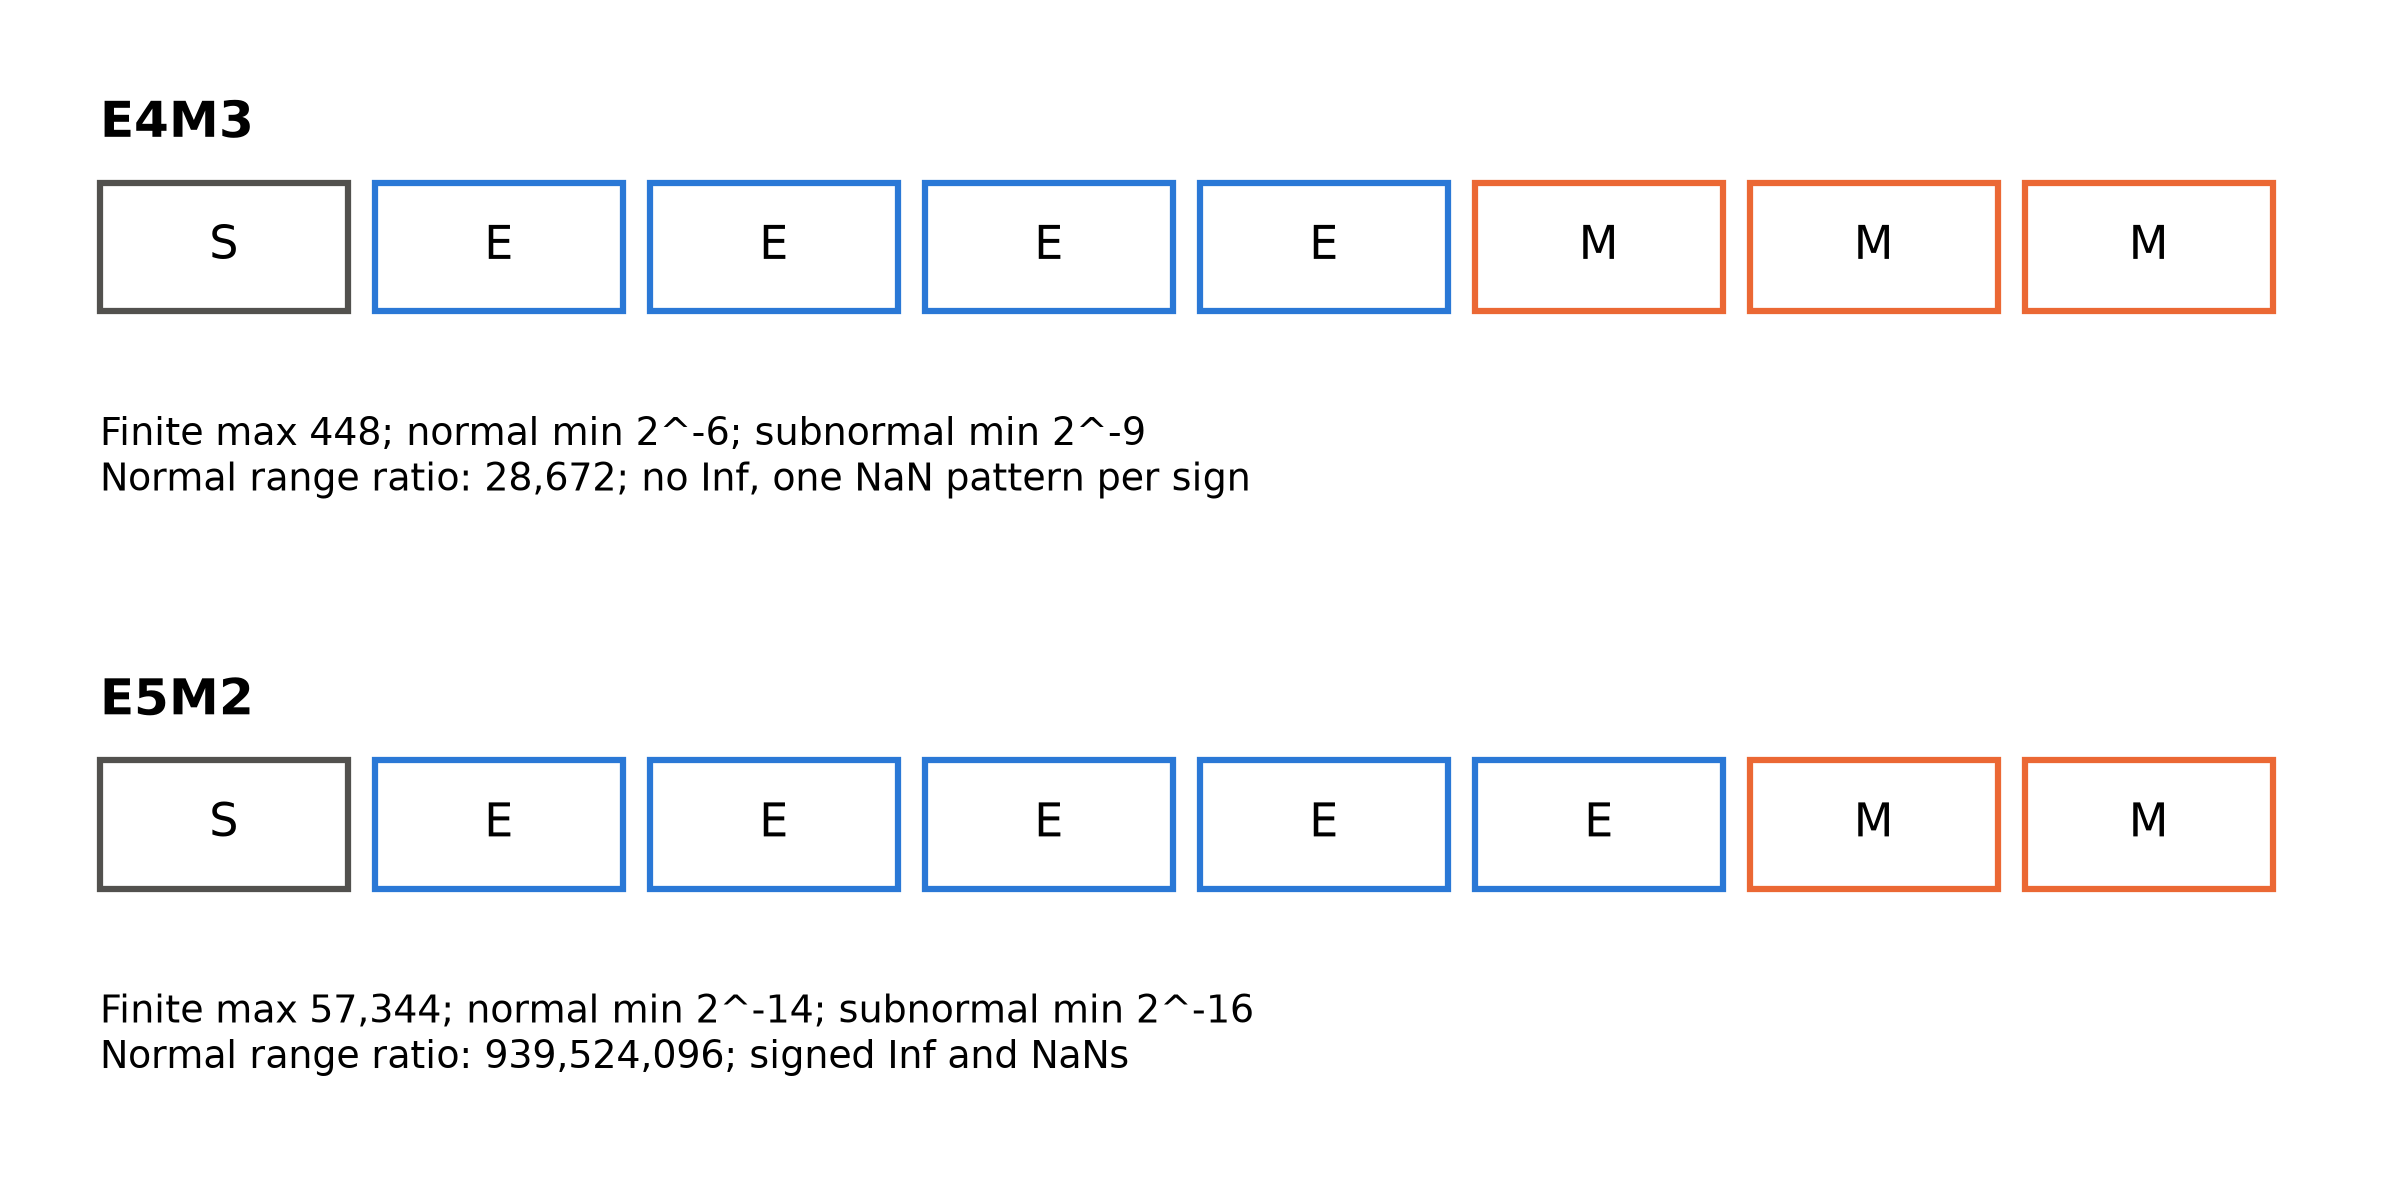 E4M3
S E E E E M M M
Finite max 448; normal min 2^-6; subnormal min 2^-9
Normal range ratio: 28,672; no Inf, one NaN pattern per sign
E5M2
S E E E E E M M
Finite max 57,344; normal min 2^-14; subnormal min 2^-16
Normal range ratio: 939,524,096; signed Inf and NaNs